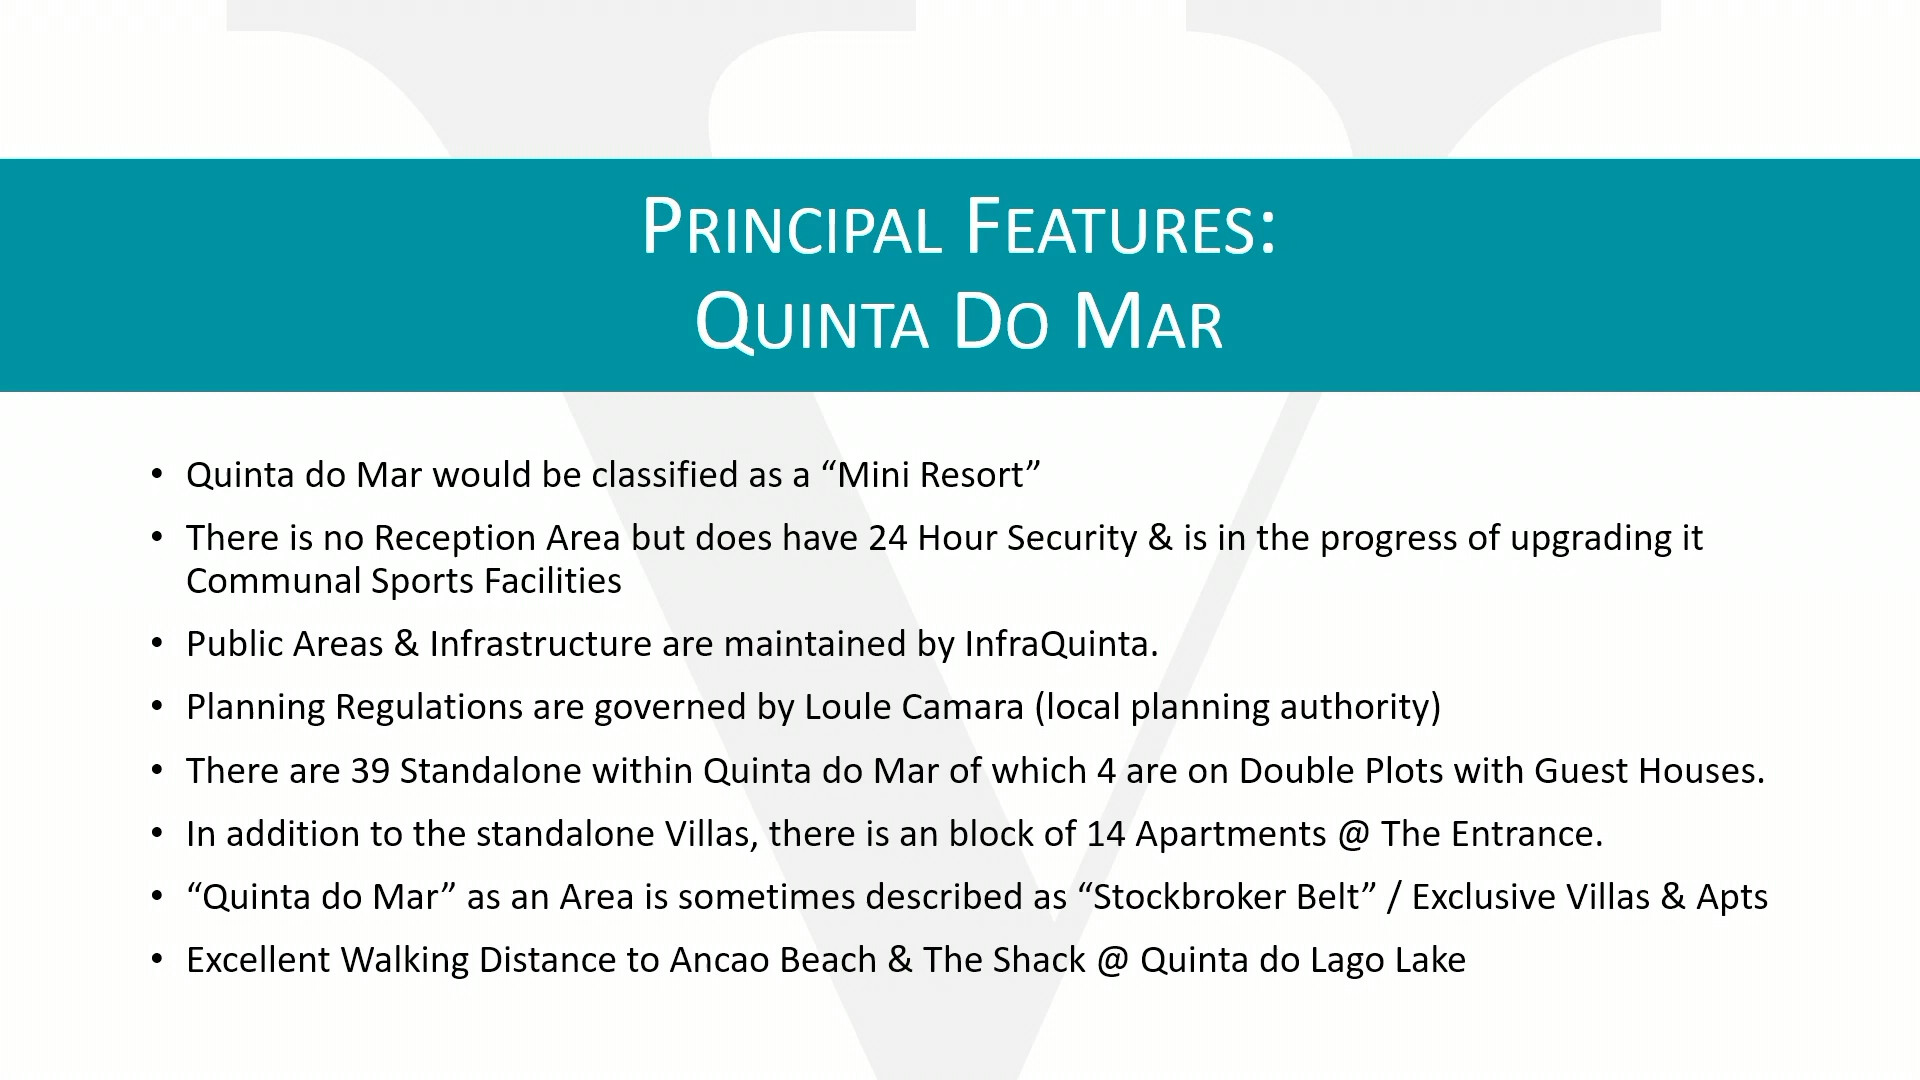 Principal Features:
Quinta Do Mar
• Quinta do Mar would be classified as a “Mini Resort”
• There is no Reception Area but does have 24 Hour Security & is in the progress of upgrading it
Communal Sports Facilities
• Public Areas & Infrastructure are maintained by InfraQuinta.
• Planning Regulations are governed by Loule Camara (local planning authority)
• There are 39 Standalone within Quinta do Mar of which 4 are on Double Plots with Guest Houses.
• In addition to the standalone Villas, there is an block of 14 Apartments @ The Entrance.
• “Quinta do Mar” as an Area is sometimes described as “Stockbroker Belt” / Exclusive Villas & Apts
• Excellent Walking Distance to Ancao Beach & The Shack @ Quinta do Lago Lake